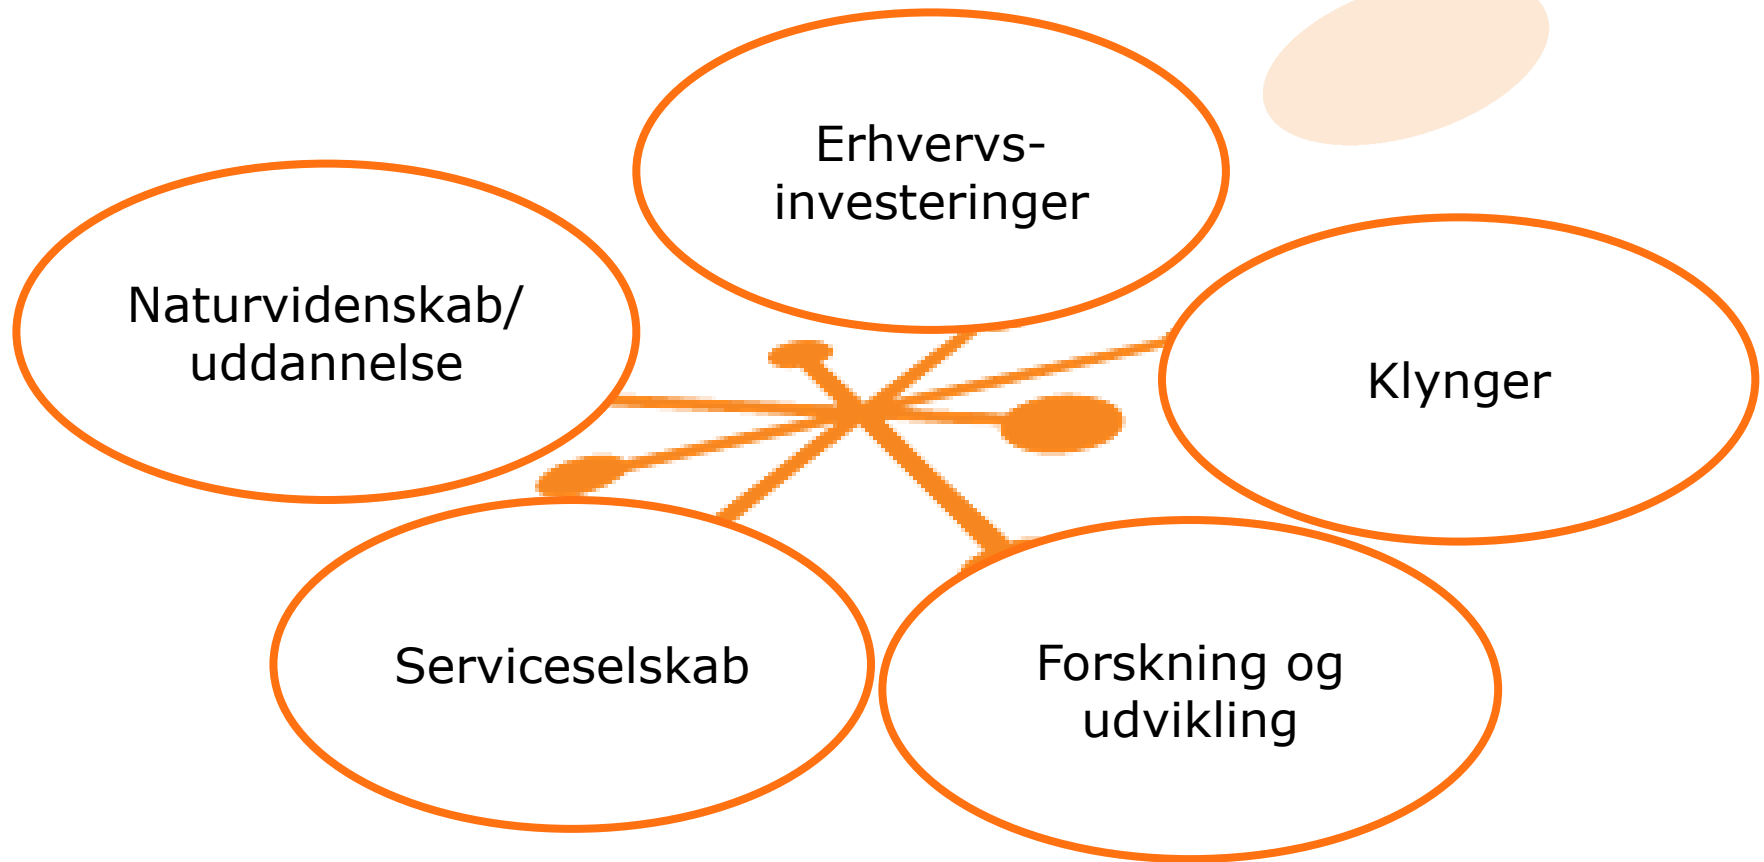 Erhvervs-
investeringer
Naturvidenskab/
uddannelse
Klynger
Serviceselskab
Forskning og
udvikling